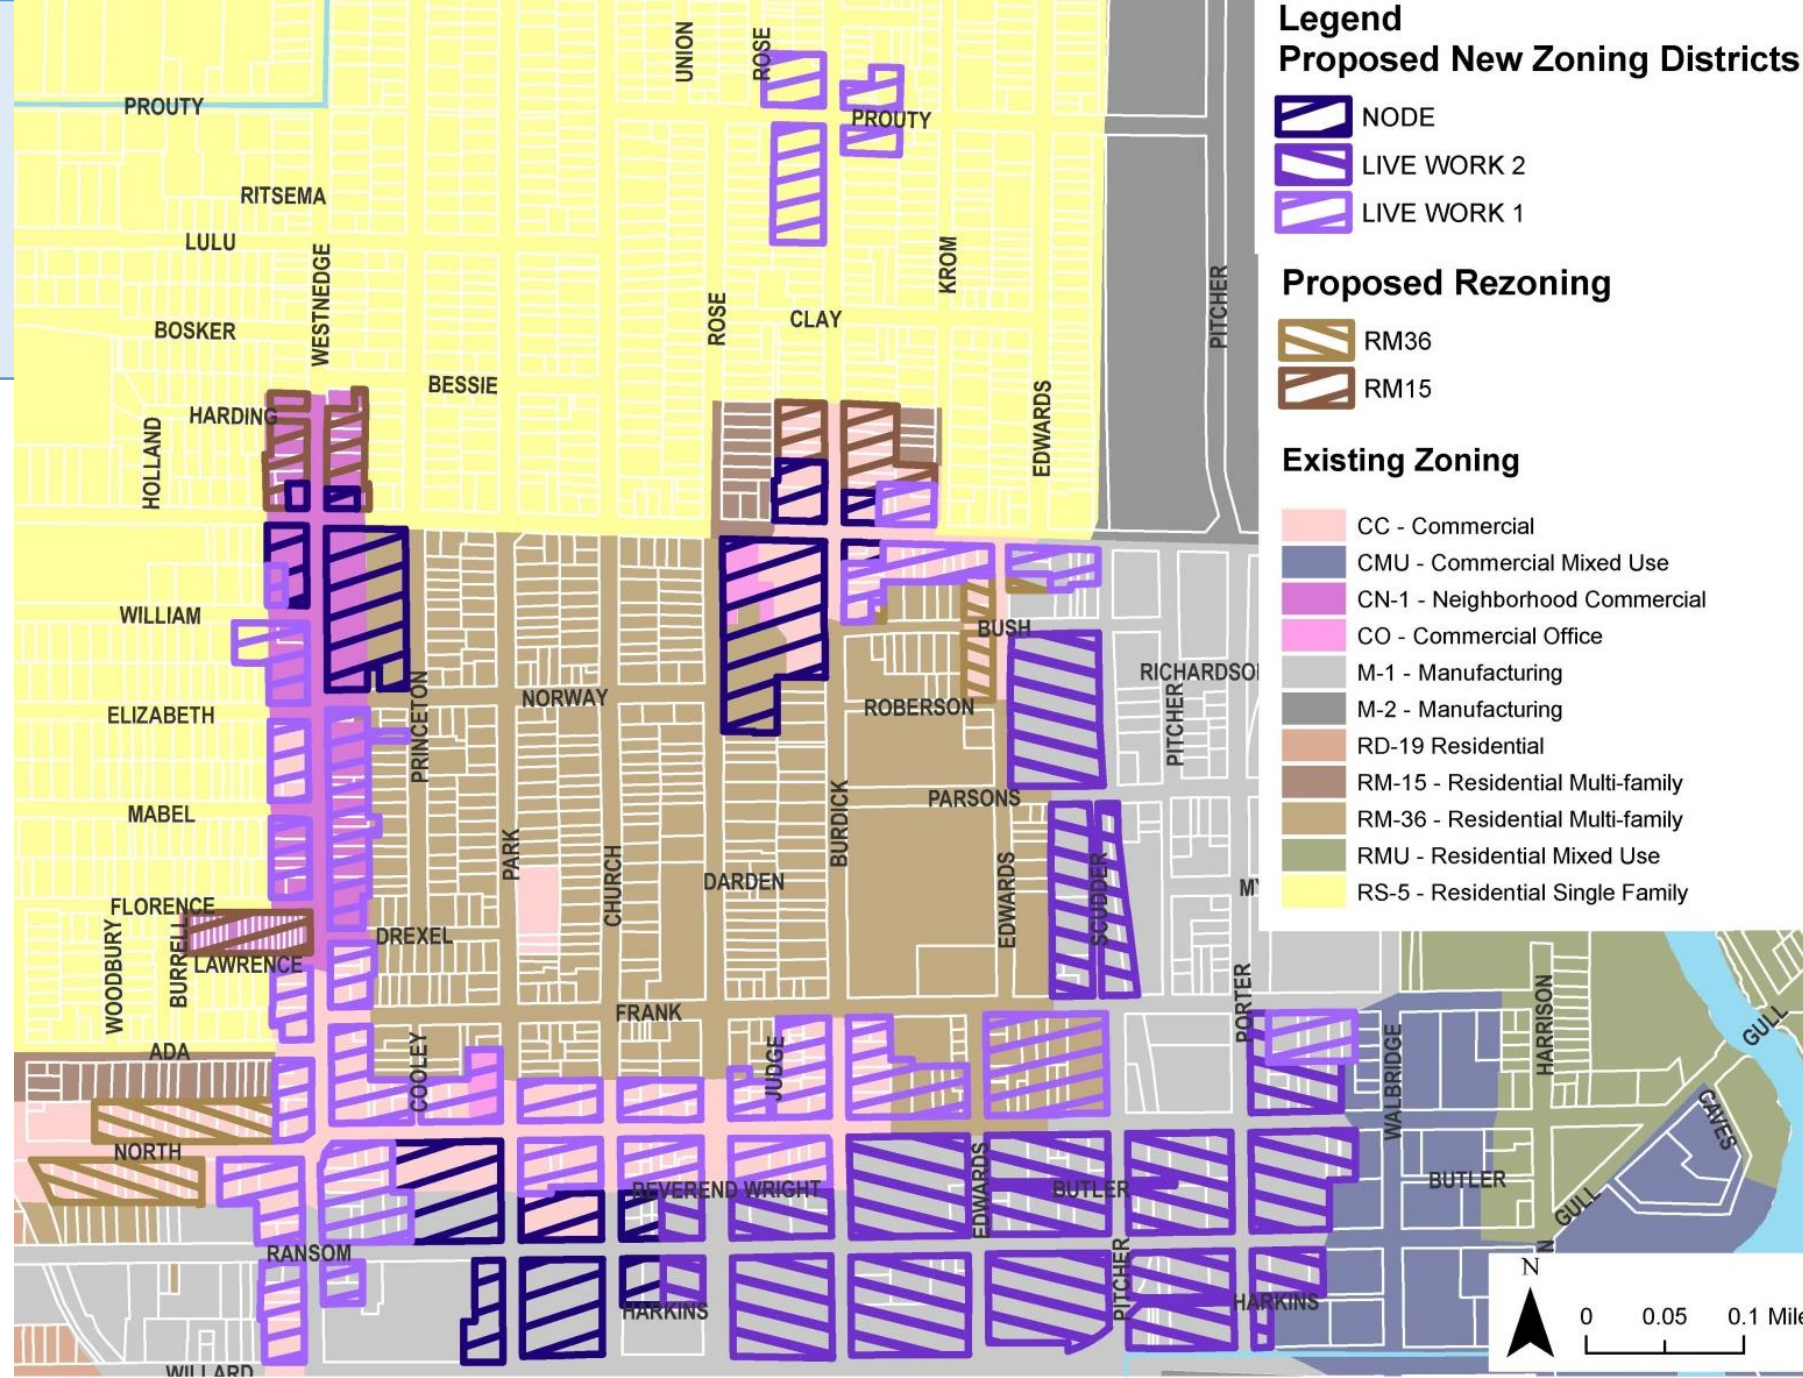 Legend
Proposed New Zoning Districts
NODE
LIVE WORK 2
LIVE WORK 1
Proposed Rezoning
RM36
RM15
Existing Zoning
CC - Commercial
CMU - Commercial Mixed Use
CN-1 - Neighborhood Commercial
CO - Commercial Office
M-1 - Manufacturing
M-2 - Manufacturing
RD-19 Residential
RM-15 - Residential Multi-family
RM-36 - Residential Multi-family
RMU - Residential Mixed Use
RS-5 - Residential Single Family
UNION
ROSE
PROUTY
PROUTY
RITSEMA
LULU
WESTNEDGE
KROM
PITCHER
ROSE
CLAY
BOSKER
BESSIE
HARDING
HOLLAND
EDWARDS
WILLIAM
BUSH
RICHARDSO
PRINCETON
NORWAY
ROBERSON
PITCHER
ELIZABETH
MABEL
PARSONS
BURDICK
PARK
CHURCH
DARDEN
EDWARDS
SCUDDER
MY
FLORENCE
WOODBURY
BURRELL
DREXEL
LAWRENCE
FRANK
PORTER
HARRISON
GULL
ADA
COOLEY
JUDGE
WALBRIDGE
CAVES
NORTH
REVEREND WRIGHT
EDWARDS
BUTLER
BUTLER
GULL
RANSOM
PITCHER
N
HARKINS
HARKINS
WILLARD
N
0 0.05 0.1 Mile